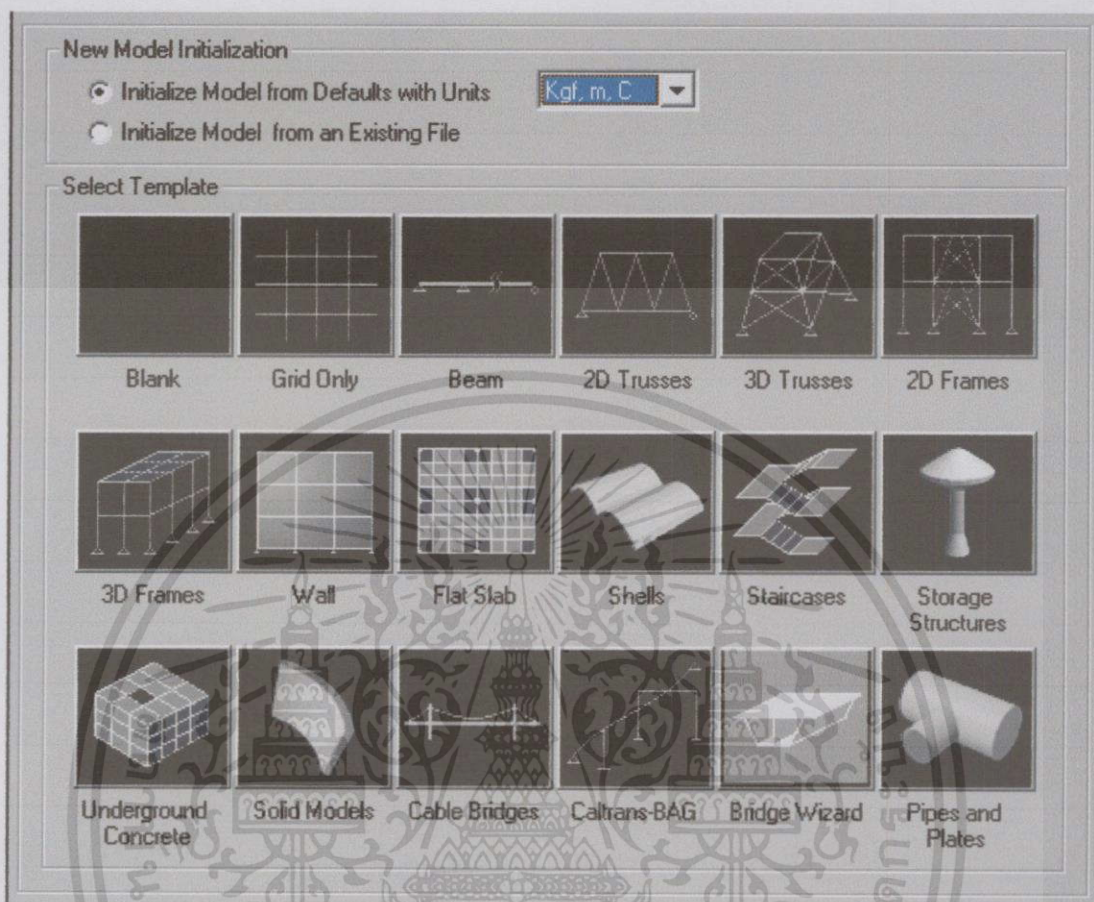 New Model Initialization
Initialize Model from Defaults with Units
Kgf, m, C
Initialize Model from an Existing File
Select Template
Blank
Grid Only
Beam
2D Trusses
3D Trusses
2D Frames
3D Frames
Wall
Flat Slab
Shells
Staircases
Storage
Structures
Underground
Concrete
Solid Models
Cable Bridges
Caltrans-BAG
Bridge Wizard
Pipes and
Plates